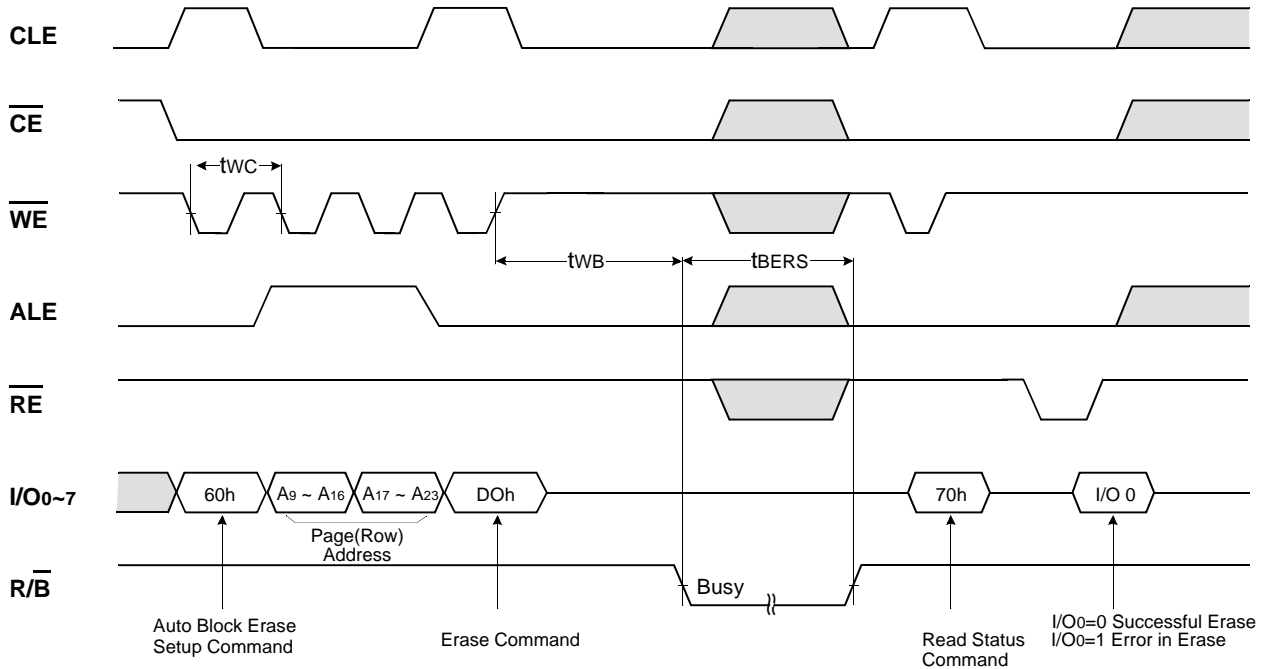 CLE
CE
tWC
WE
tWB
tBERS
ALE
RE
I/O0~7
60h
A9 ~ A16
A17 ~ A23
DOh
70h
I/O 0
Page(Row)
Address
R/B
Busy
Auto Block Erase
Setup Command
Erase Command
Read Status
Command
I/O0=0 Successful Erase
I/O0=1 Error in Erase